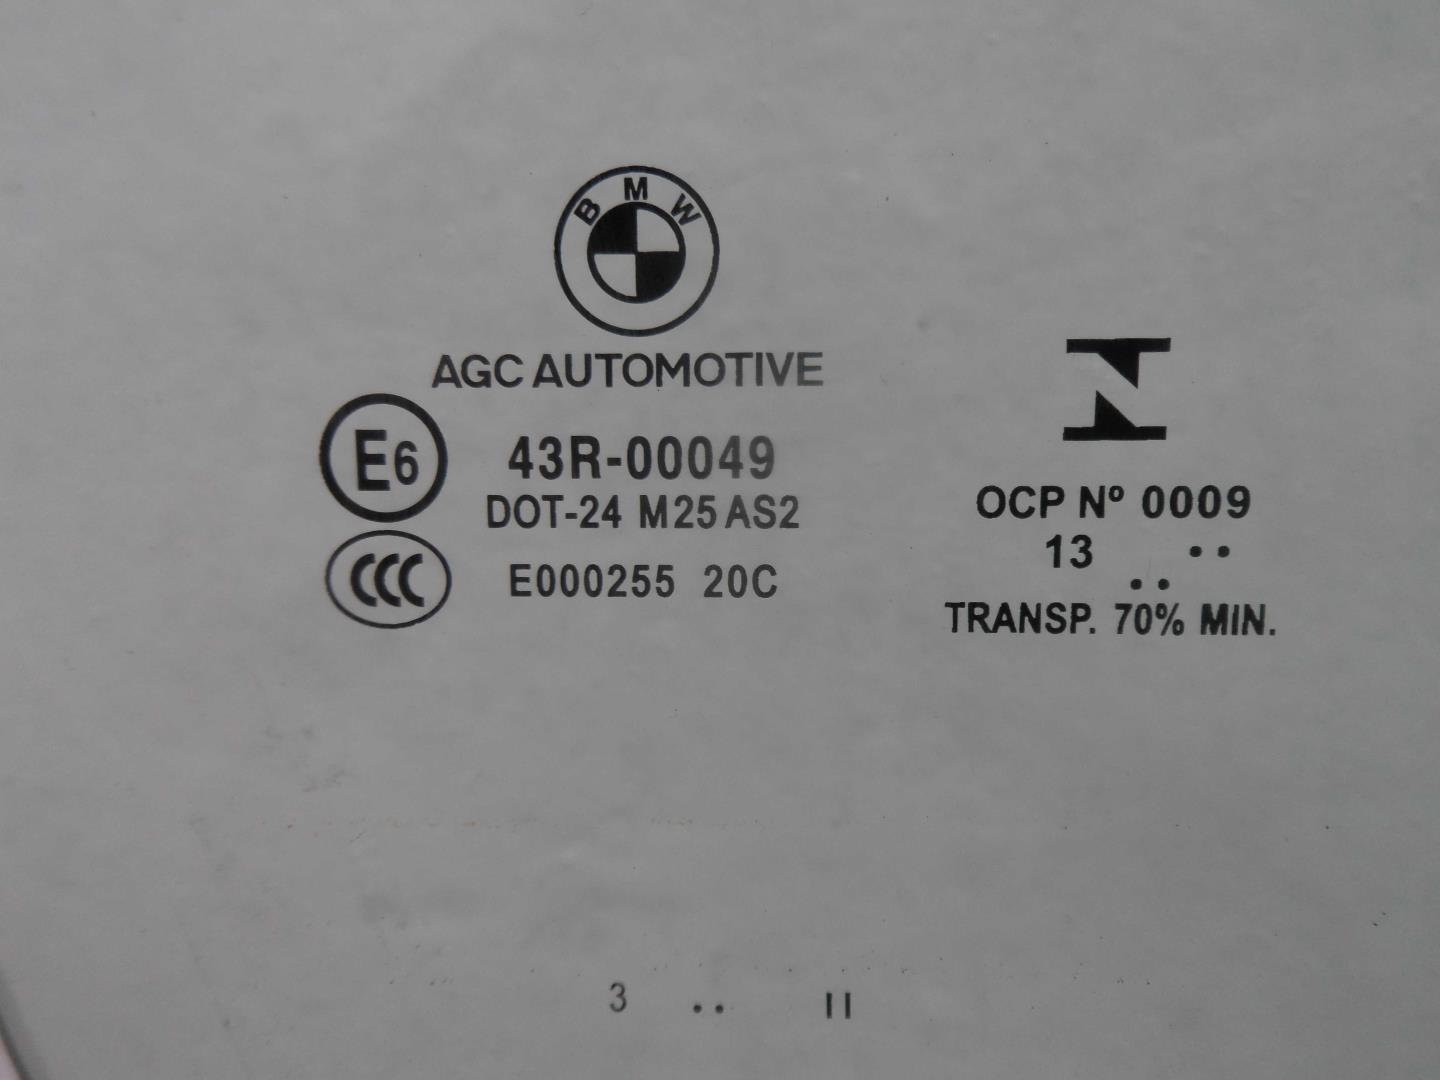 BMW
AGC AUTOMOTIVE
E6
43R-00049
DOT-24 M25 AS2
CCC
E000255 20C
OCP Nº 0009
13 ..
..
TRANSP. 70% MIN.
3 .. II